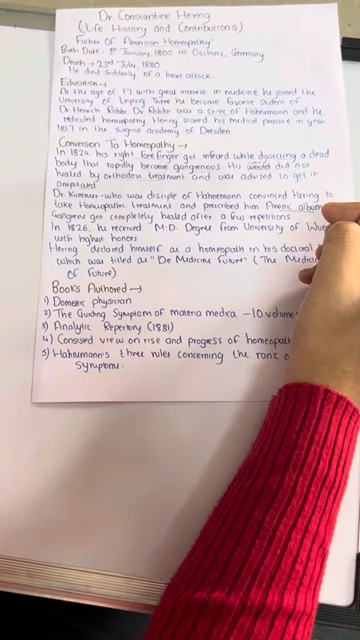 Dr Constantine Hering
(Life History and Contributions)
Father Of American Homeopathy
Birth Date - 1st January, 1800 in Oschatz, Germany
Death → 23rd July, 1880
He died suddenly of a heart attack.
Education →
At the age of 17 with great interest in medicine he joined the
University of Leipzig. There he became favorite student of
Dr Henrich Robbi. Dr Robbi was a critic of Hahnemann and he
ridiculed homeopathy. Hering started his medical practice in year
1817 in the surgical academy of Dresden
Conversion To Homeopathy →
In 1824, his right forefinger got infected while dissecting a dead
body that rapidly became gangrenous. His wound did not
healed by orthodox treatment and was advised to get it
amputated
Dr Kummer - who was disciple of Hahnemann convinced Hering to
take Homeopathic treatment and prescribed him Arsenic album
Gangrene got completely healed after a few repetitions
In 1826, he received M.D. Degree from University of
with highest honors
Hering declared himself as a homeopath in his doctoral
which was titled as "De Medicine Future" (The Medicine
Of Future)
Books Authored →
1) Domestic physician
2) The Guiding Symptom of materia medica - 10 volume
3) Analytic Repertory (1881)
4) Consised view on rise and progress of homeopath
5) Hahnemann's three rules concerning the rank o
Symptoms.